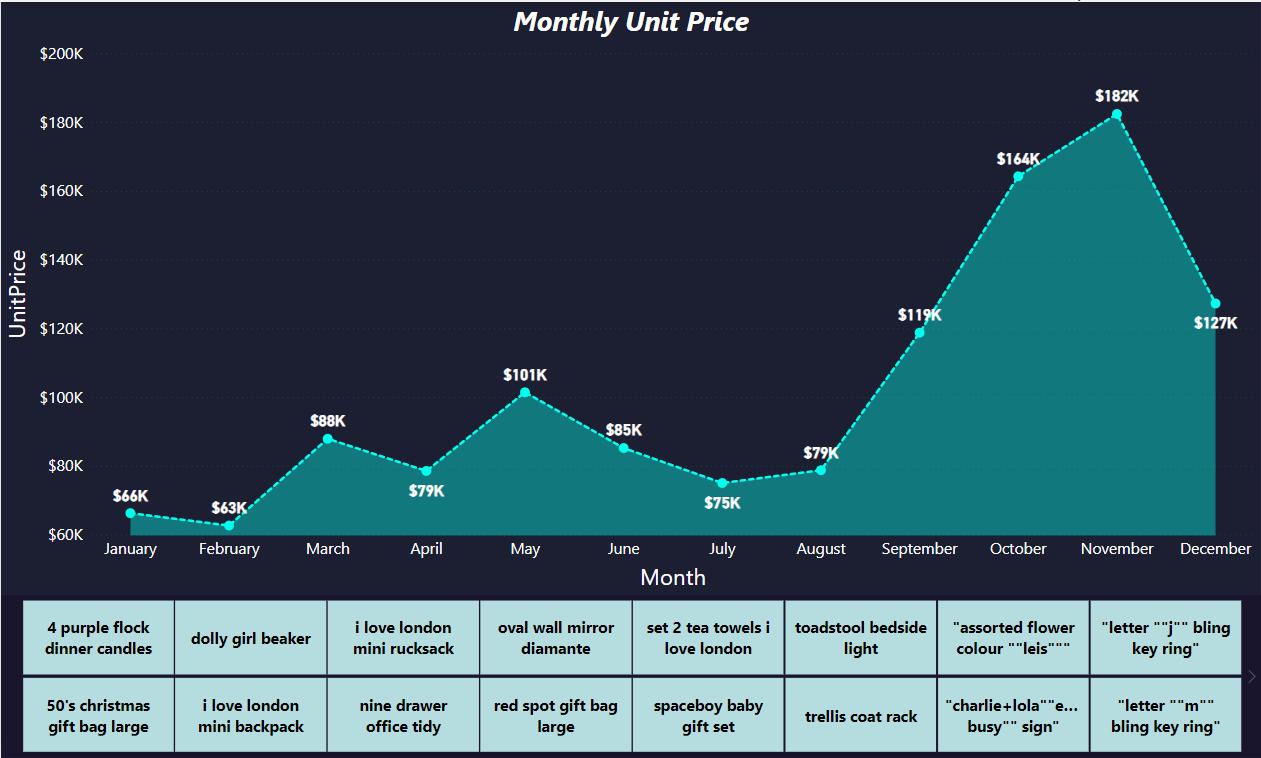 Monthly Unit Price
$200K
$180K
$160K
$140K
$120K
$100K
$80K
$60K
UnitPrice
$66K
$63K
$88K
$79K
$101K
$85K
$75K
$79K
$119K
$164K
$182K
$127K
January February March April May June July August September October November December
Month
4 purple flock
dinner candles
dolly girl beaker
i love london
mini rucksack
oval wall mirror
diamante
set 2 tea towels i
love london
toadstool bedside
light
"assorted flower
colour ""leis"""
"letter ""j"" bling
key ring"
50's christmas
gift bag large
i love london
mini backpack
nine drawer
office tidy
red spot gift bag
large
spaceboy baby
gift set
trellis coat rack
"charlie+lola""e...
busy"" sign"
"letter ""m""
bling key ring"